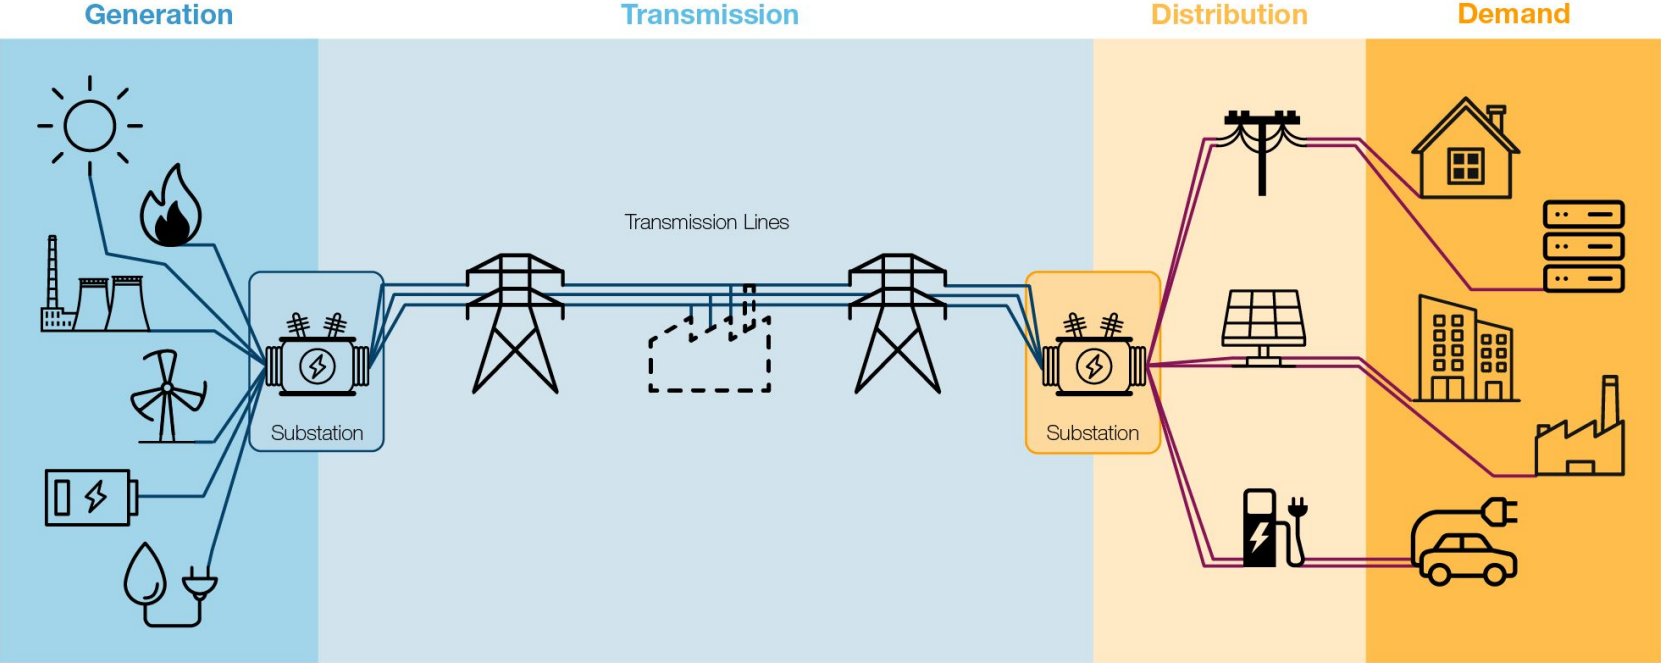 Generation
Transmission
Distribution
Demand
Transmission Lines
Substation
Substation